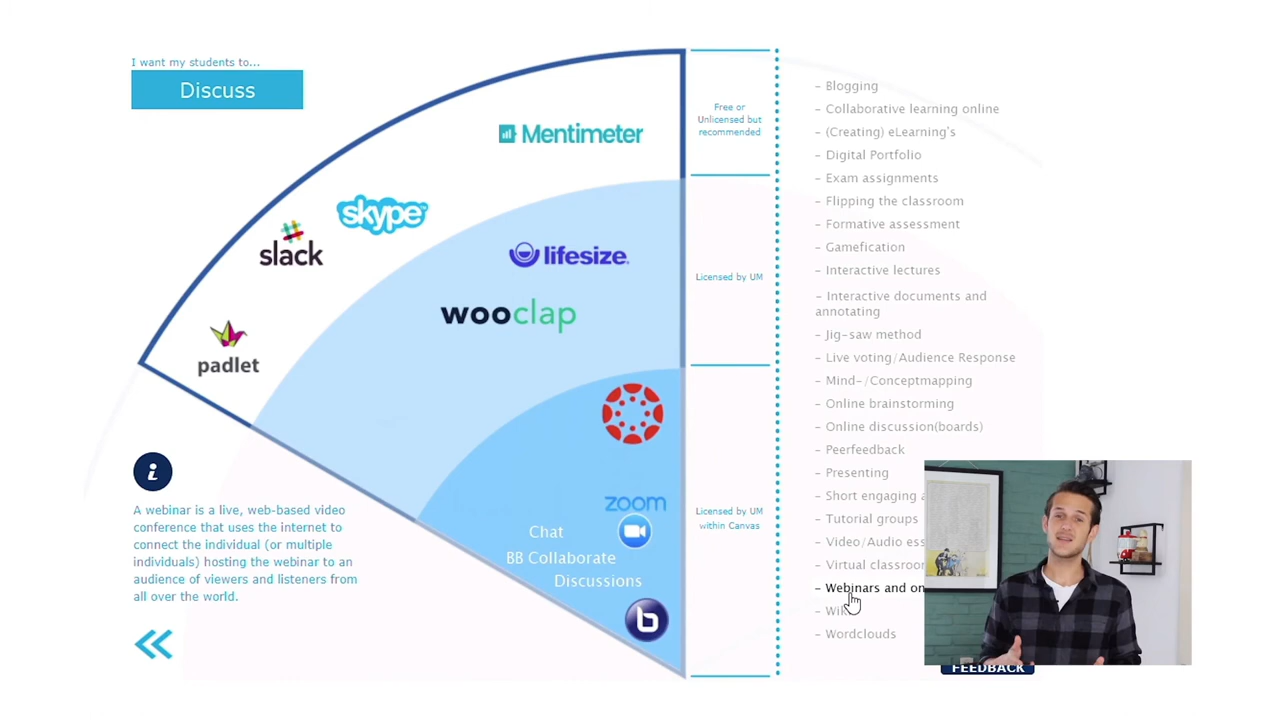 I want my students to...
Discuss
Mentimeter
skype
slack
padlet
lifesize.
wooclap
zoom
Chat
BB Collaborate
Discussions
b
Free or
Unlicensed but
recommended
Licensed by UM
Licensed by UM
within Canvas
i
A webinar is a live, web-based video
conference that uses the internet to
connect the individual (or multiple
individuals) hosting the webinar to an
audience of viewers and listeners from
all over the world.
- Blogging
- Collaborative learning online
- (Creating) eLearning's
- Digital Portfolio
- Exam assignments
- Flipping the classroom
- Formative assessment
- Gamefication
- Interactive lectures
- Interactive documents and
annotating
- Jig-saw method
- Live voting/Audience Response
- Mind-/Conceptmapping
- Online brainstorming
- Online discussion(boards)
- Peerfeedback
- Presenting
- Short engaging
- Tutorial groups
- Video/Audio
- Virtual
- Webinars and
- Wordclouds
FEEDBACK